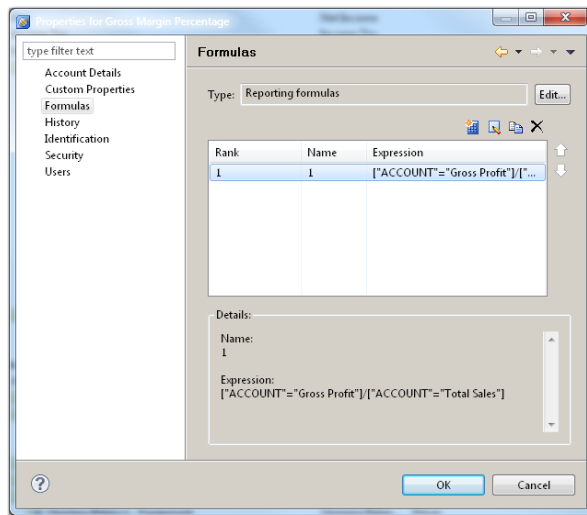 Properties for Gross Margin Percentage
type filter text
Account Details
Custom Properties
Formulas
History
Identification
Security
Users
Formulas
Type:
Reporting formulas
Edit...
Rank
Name
Expression
1
1
["ACCOUNT"="Gross Profit"]/["...
Details:
Name:
1
Expression:
["ACCOUNT"="Gross Profit"]/["ACCOUNT"="Total Sales"]
?
OK
Cancel